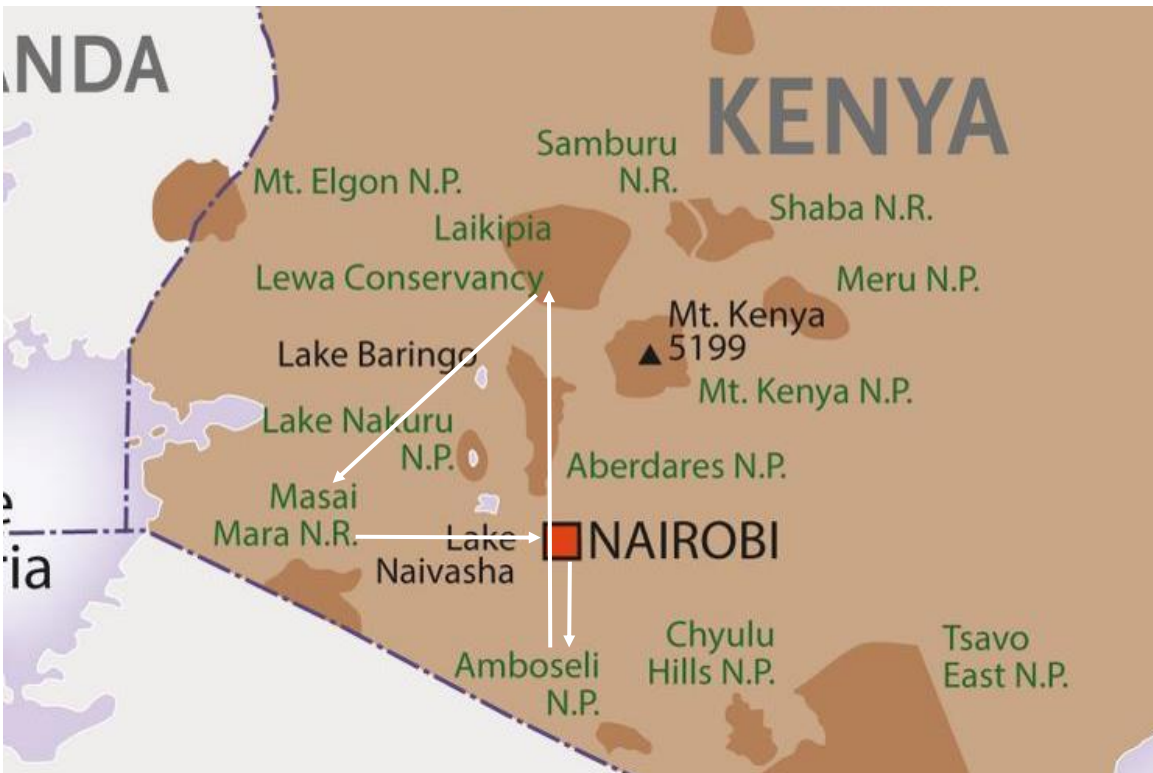 NDA
KENYA
Samburu
N.R.
Mt. Elgon N.P.
Shaba N.R.
Laikipia
Lewa Conservancy
Meru N.P.
Mt. Kenya
5199
Lake Baringo
Mt. Kenya N.P.
Lake Nakuru
N.P.
Aberdares N.P.
Masai
Mara N.R.
e
ria
Lake
Naivasha
NAIROBI
Amboseli
N.P.
Chyulu
Hills N.P.
Tsavo
East N.P.